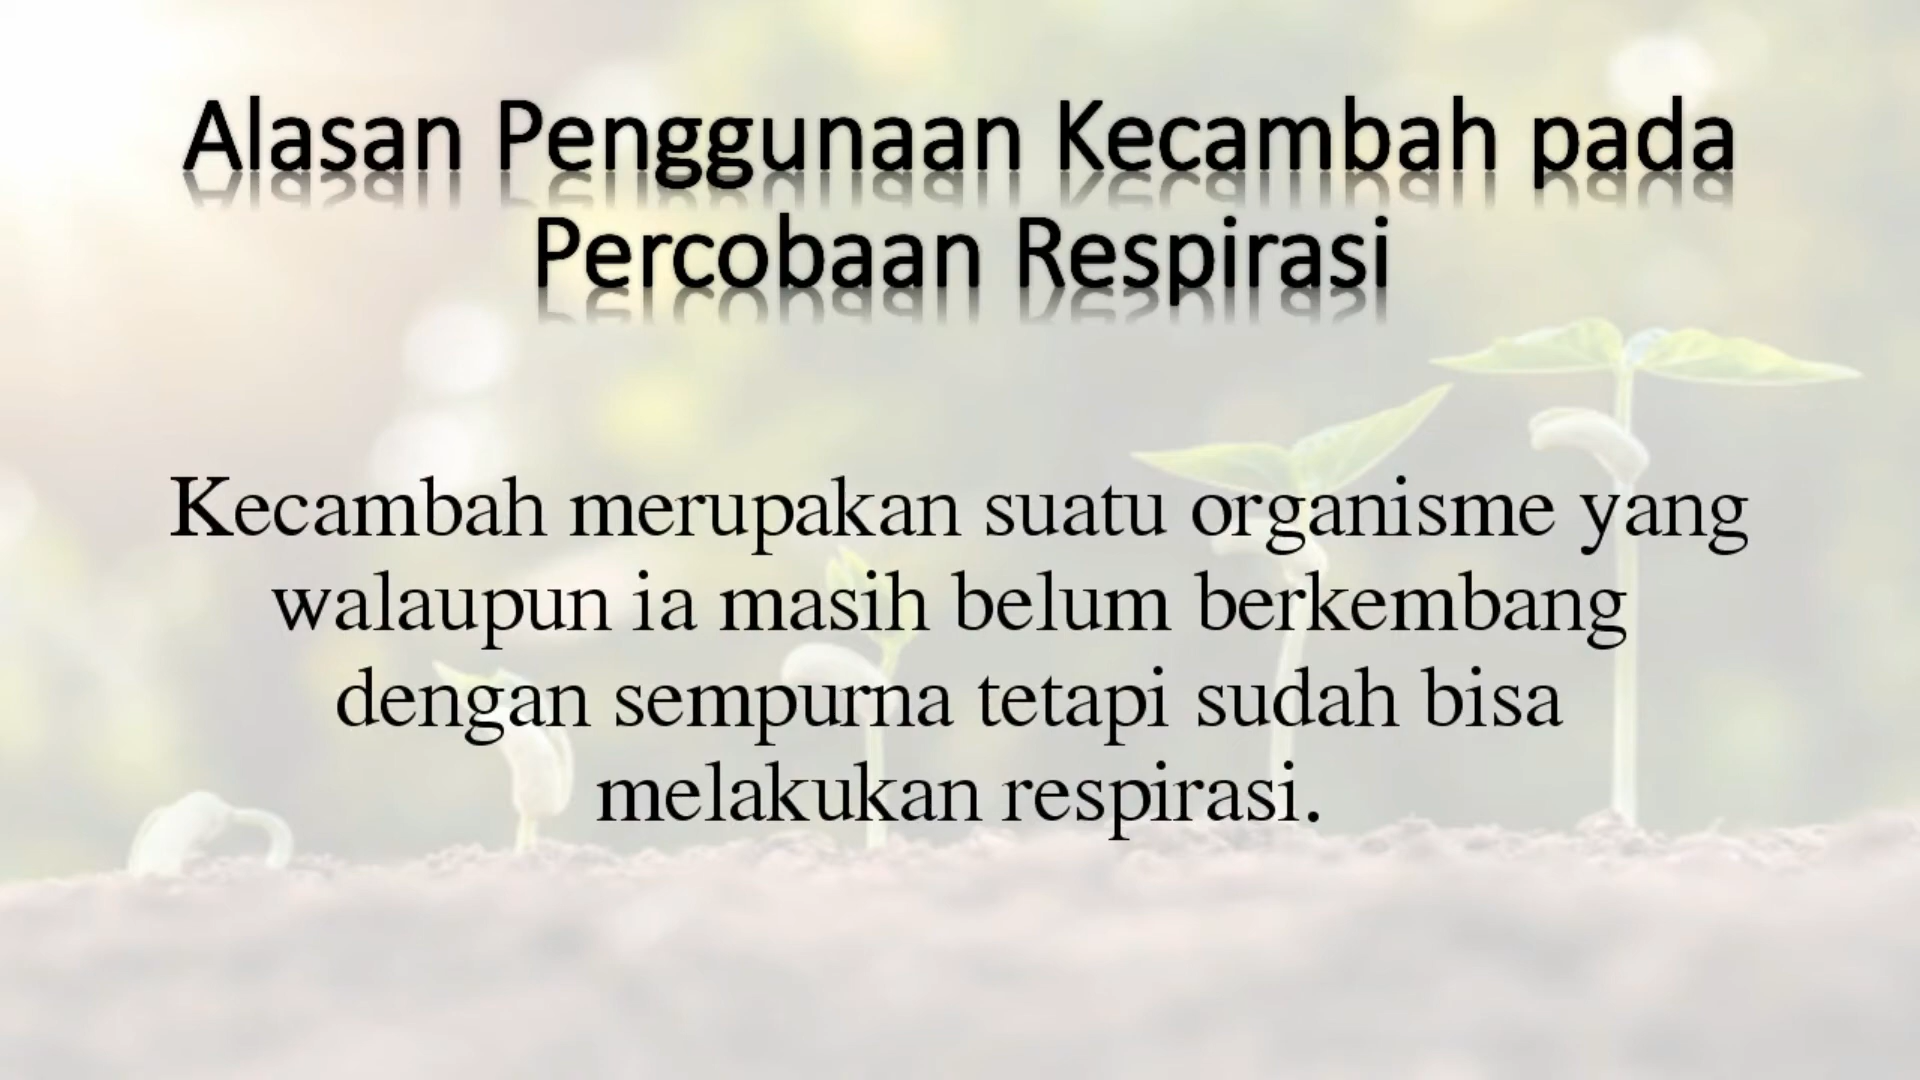 Alasan Penggunaan Kecambah pada
Percobaan Respirasi
Kecambah merupakan suatu organisme yang
walaupun ia masih belum berkembang
dengan sempurna tetapi sudah bisa
melakukan respirasi.